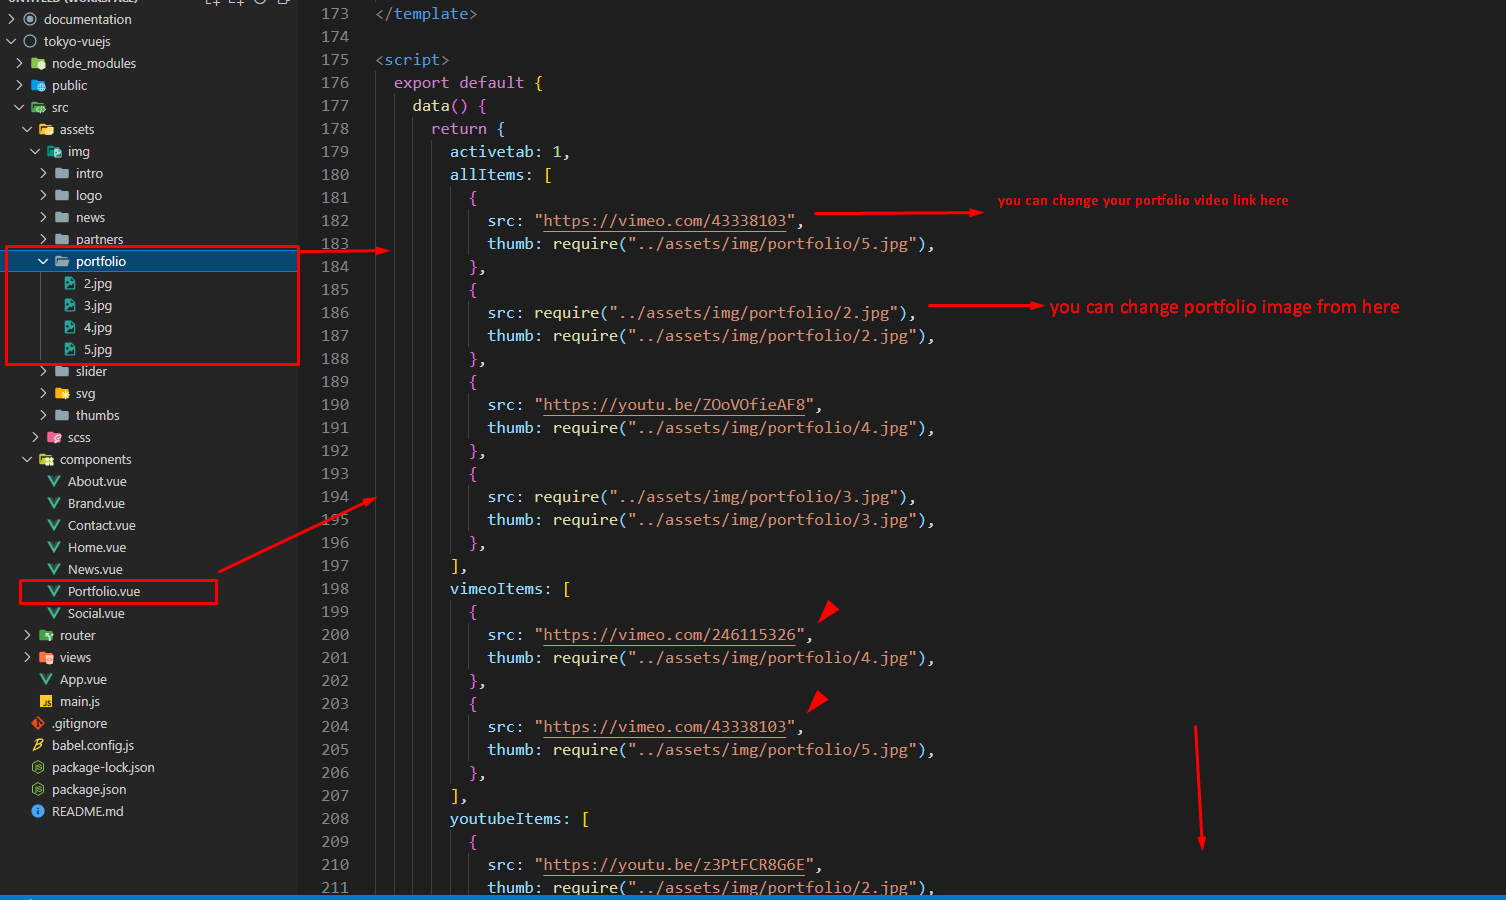 UNTITLED (WORKSPACE)
documentation
tokyo-vuejs
node_modules
public
src
assets
img
intro
logo
news
partners
portfolio
2.jpg
3.jpg
4.jpg
5.jpg
slider
svg
thumbs
scss
components
About.vue
Brand.vue
Contact.vue
Home.vue
News.vue
Portfolio.vue
Social.vue
router
views
App.vue
main.js
.gitignore
babel.config.js
package-lock.json
package.json
README.md
173 </template>
174
175 <script>
176 export default {
177 data() {
178 return {
179 activetab: 1,
180 allItems: [
181 {
182 src: "https://vimeo.com/43338103",
you can change your portfolio video link here
183 thumb: require("../assets/img/portfolio/5.jpg"),
184 },
185 {
186 src: require("../assets/img/portfolio/2.jpg"),
you can change portfolio image from here
187 thumb: require("../assets/img/portfolio/2.jpg"),
188 },
189 {
190 src: "https://youtu.be/ZOoVOfieAF8",
191 thumb: require("../assets/img/portfolio/4.jpg"),
192 },
193 {
194 src: require("../assets/img/portfolio/3.jpg"),
195 thumb: require("../assets/img/portfolio/3.jpg"),
196 },
197 ],
198 vimeoItems: [
199 {
200 src: "https://vimeo.com/246115326",
201 thumb: require("../assets/img/portfolio/4.jpg"),
202 },
203 {
204 src: "https://vimeo.com/43338103",
205 thumb: require("../assets/img/portfolio/5.jpg"),
206 },
207 ],
208 youtubeItems: [
209 {
210 src: "https://youtu.be/z3PtFCR8G6E",
211 thumb: require("../assets/img/portfolio/2.jpg"),